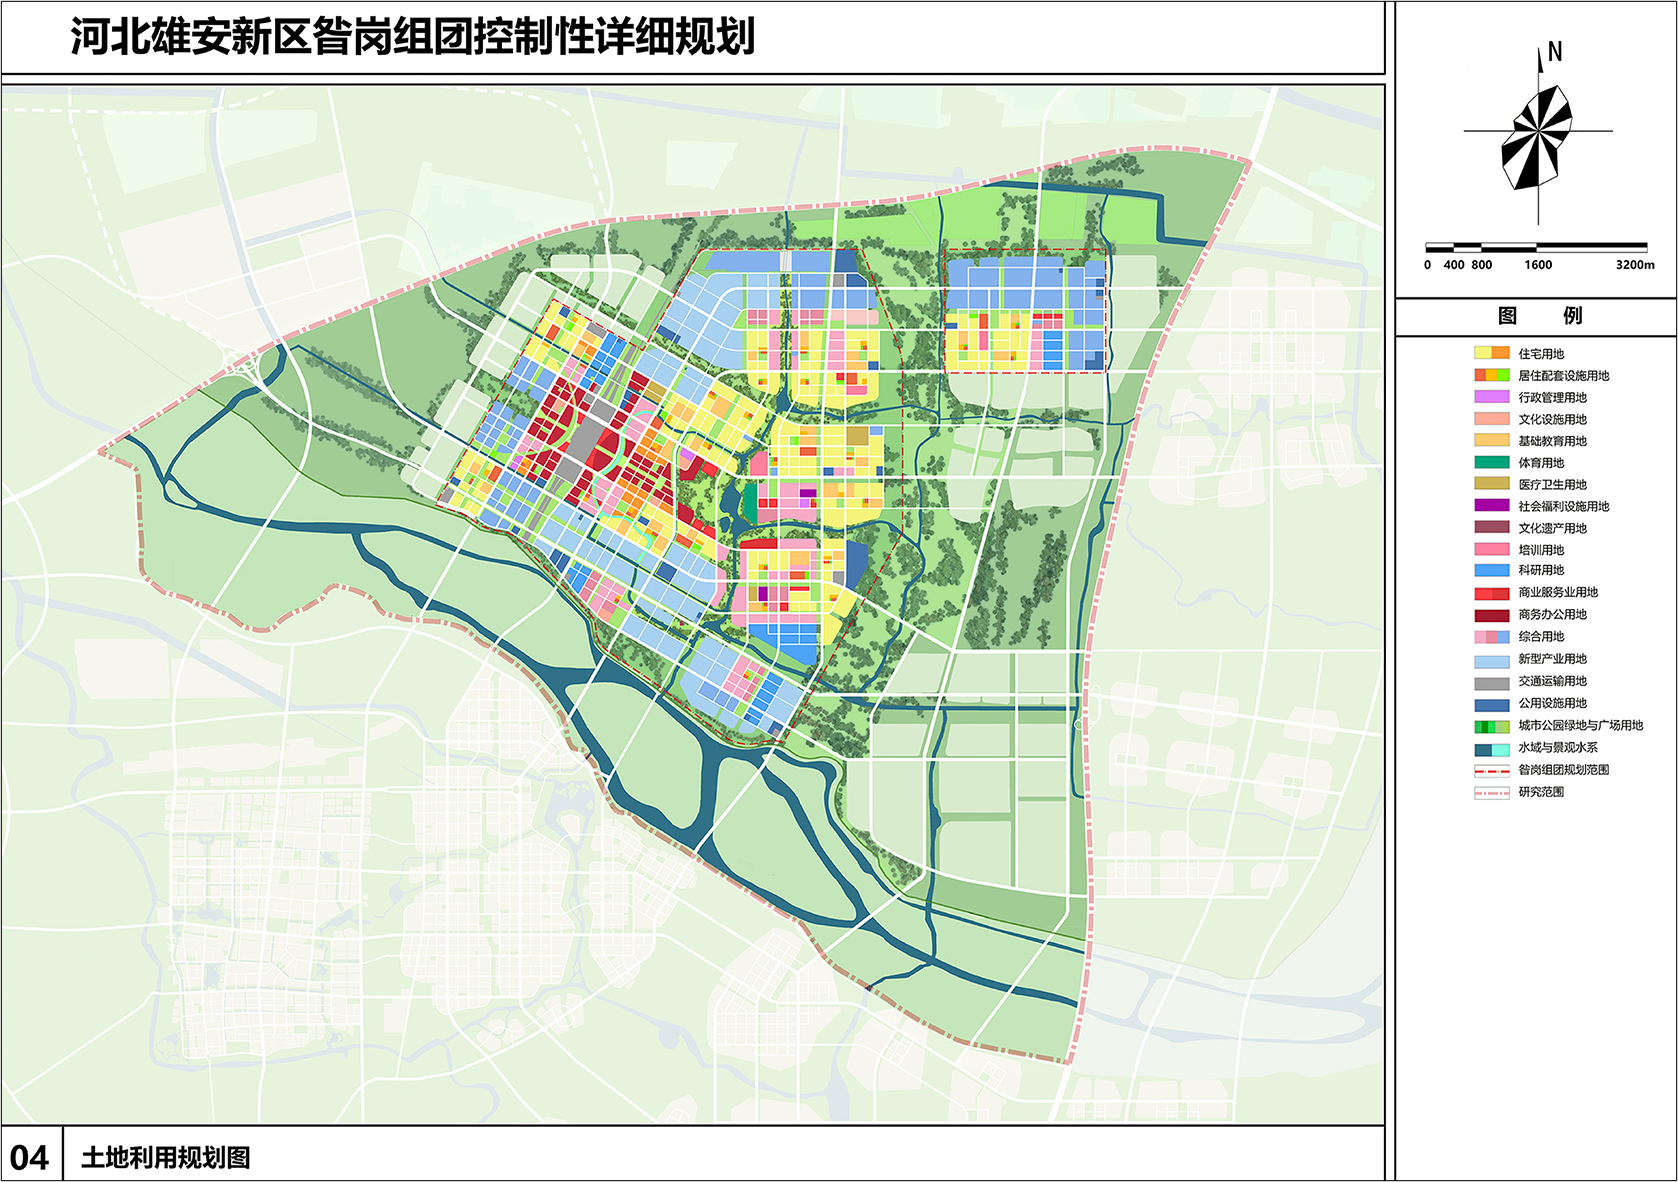 河北雄安新区昝岗组团控制性详细规划
N
0 400 800 1600 3200m
图 例
住宅用地
居住配套设施用地
行政管理用地
文化设施用地
基础教育用地
体育用地
医疗卫生用地
社会福利设施用地
文化遗产用地
培训用地
科研用地
商业服务业用地
商务办公用地
综合用地
新型产业用地
交通运输用地
公用设施用地
城市公园绿地与广场用地
水域与景观水系
昝岗组团规划范围
研究范围
04 土地利用规划图